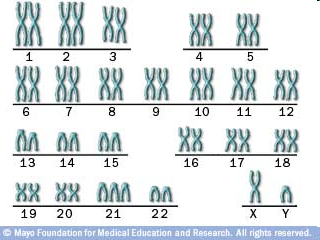 1 2 3 4 5
6 7 8 9 10 11 12
13 14 15 16 17 18
19 20 21 22 X Y
© Mayo Foundation for Medical Education and Research. All rights reserved.